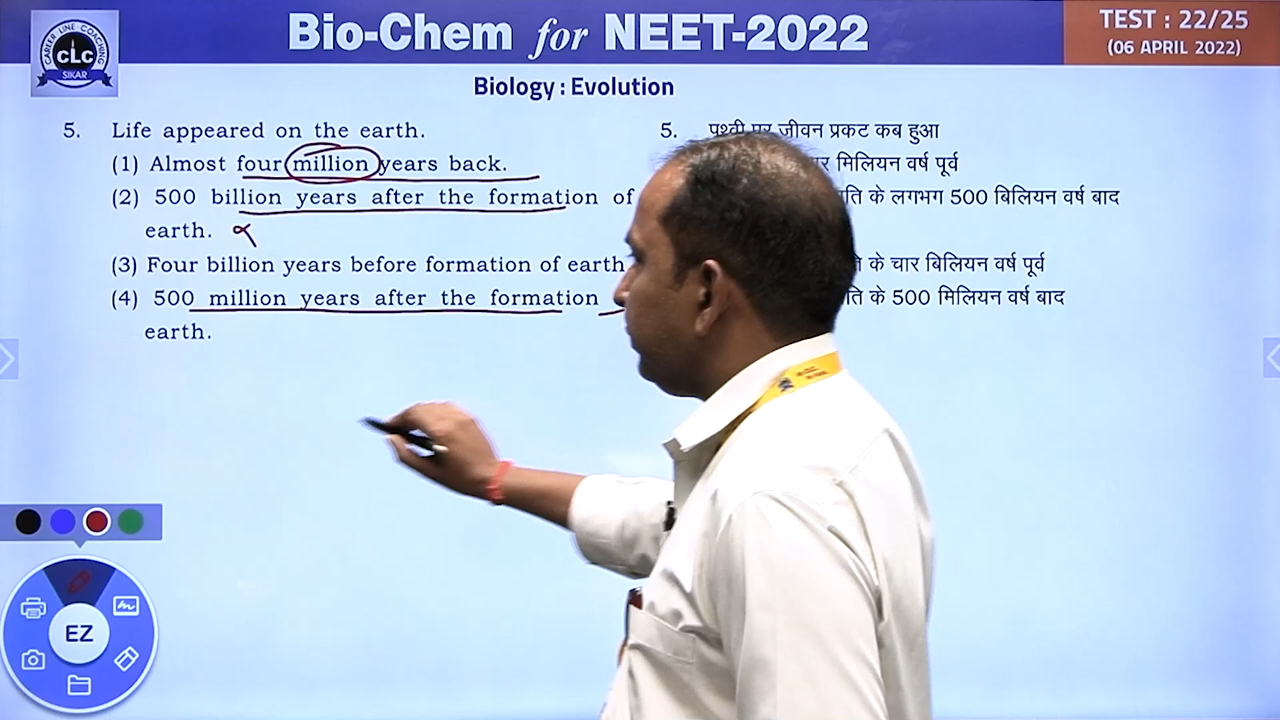 Bio-Chem for NEET-2022
TEST : 22/25
(06 APRIL 2022)
CAREER LINE COACHING
CLC
SIKAR
Biology : Evolution
5. Life appeared on the earth.
(1) Almost four million years back.
(2) 500 billion years after the formation of
earth.
(3) Four billion years before formation of earth
(4) 500 million years after the formation
earth.
5. पृथ्वी पर जीवन प्रकट कब हुआ
मिलियन वर्ष पूर्व
के लगभग 500 बिलियन वर्ष बाद
के चार बिलियन वर्ष पूर्व
के 500 मिलियन वर्ष बाद
EZ